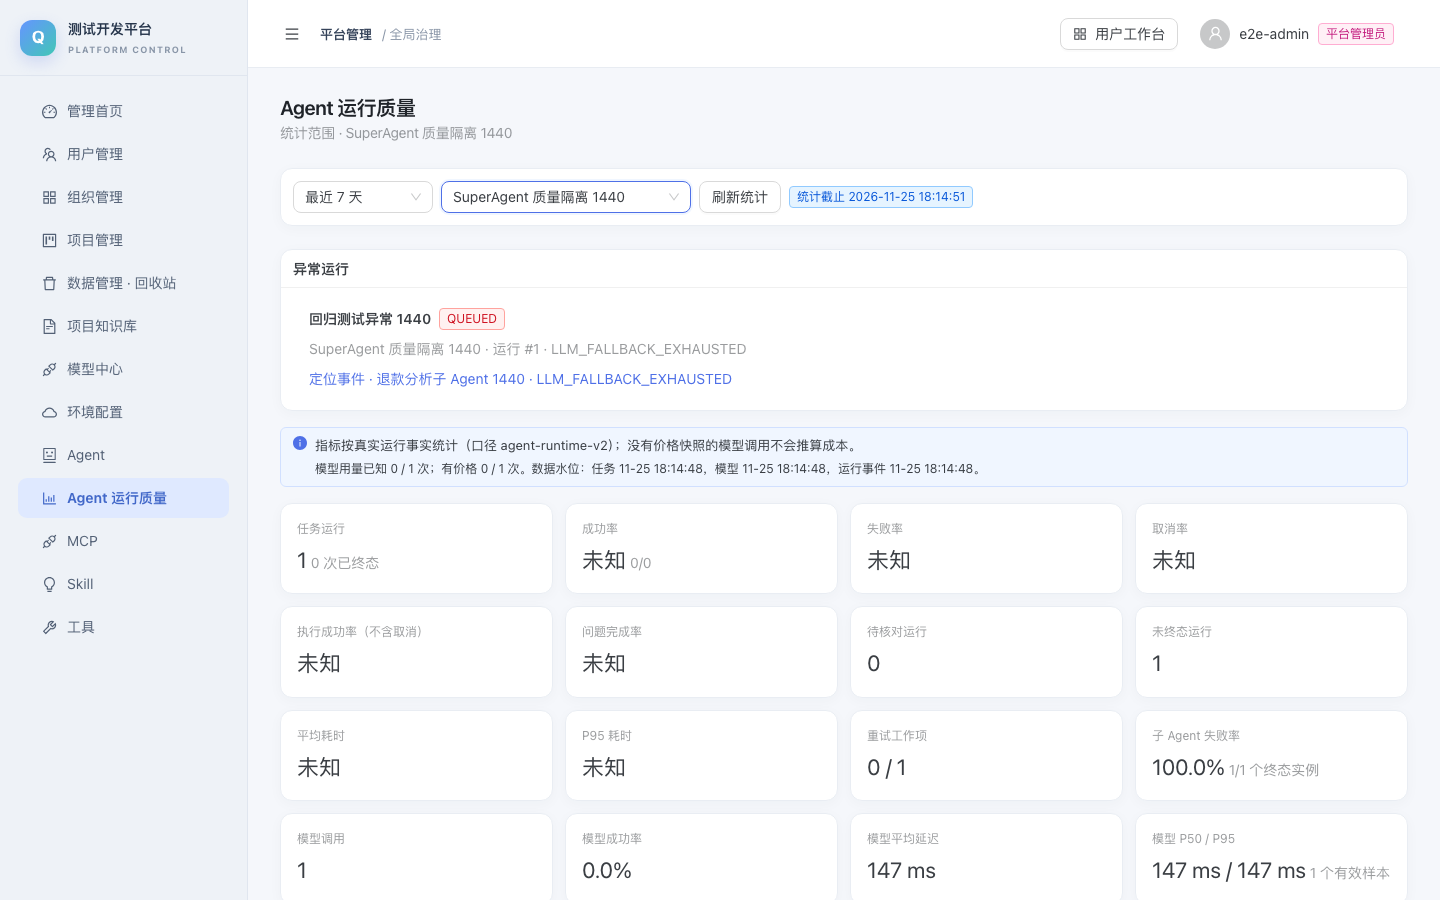 Q
测试开发平台
PLATFORM CONTROL
管理首页
用户管理
组织管理
项目管理
数据管理 · 回收站
项目知识库
模型中心
环境配置
Agent
Agent 运行质量
MCP
Skill
工具
平台管理 / 全局治理
用户工作台
e2e-admin
平台管理员
Agent 运行质量
统计范围 · SuperAgent 质量隔离 1440
最近 7 天
SuperAgent 质量隔离 1440
刷新统计
统计截止 2026-11-25 18:14:51
异常运行
回归测试异常 1440 QUEUED
SuperAgent 质量隔离 1440 · 运行 #1 · LLM_FALLBACK_EXHAUSTED
定位事件 · 退款分析子 Agent 1440 · LLM_FALLBACK_EXHAUSTED
指标按真实运行事实统计（口径 agent-runtime-v2）；没有价格快照的模型调用不会推算成本。
模型用量已知 0 / 1 次；有价格 0 / 1 次。数据水位：任务 11-25 18:14:48，模型 11-25 18:14:48，运行事件 11-25 18:14:48。
任务运行
1 0 次已终态
成功率
未知 0/0
失败率
未知
取消率
未知
执行成功率（不含取消）
未知
问题完成率
未知
待核对运行
0
未终态运行
1
平均耗时
未知
P95 耗时
未知
重试工作项
0 / 1
子 Agent 失败率
100.0% 1/1 个终态实例
模型调用
1
模型成功率
0.0%
模型平均延迟
147 ms
模型 P50 / P95
147 ms / 147 ms 1 个有效样本